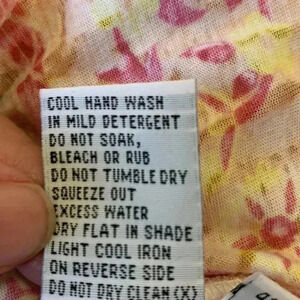 COOL HAND WASH
IN MILD DETERGENT
DO NOT SOAK,
BLEACH OR RUB
DO NOT TUMBLE DRY
SQUEEZE OUT
EXCESS WATER
DRY FLAT IN SHADE
LIGHT COOL IRON
ON REVERSE SIDE
DO NOT DRY CLEAN (X)